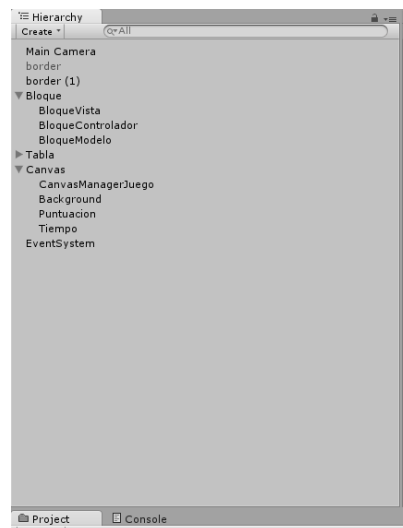 Hierarchy
Create All
Main Camera
border
border (1)
Bloque
BloqueVista
BloqueControlador
BloqueModelo
Tabla
Canvas
CanvasManagerJuego
Background
Puntuacion
Tiempo
EventSystem
Project Console